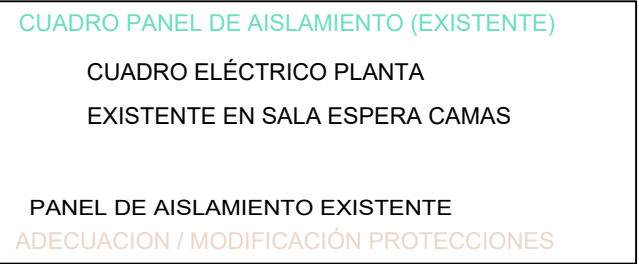 CUADRO PANEL DE AISLAMIENTO (EXISTENTE)
CUADRO ELÉCTRICO PLANTA
EXISTENTE EN SALA ESPERA CAMAS
PANEL DE AISLAMIENTO EXISTENTE
ADECUACION / MODIFICACIÓN PROTECCIONES